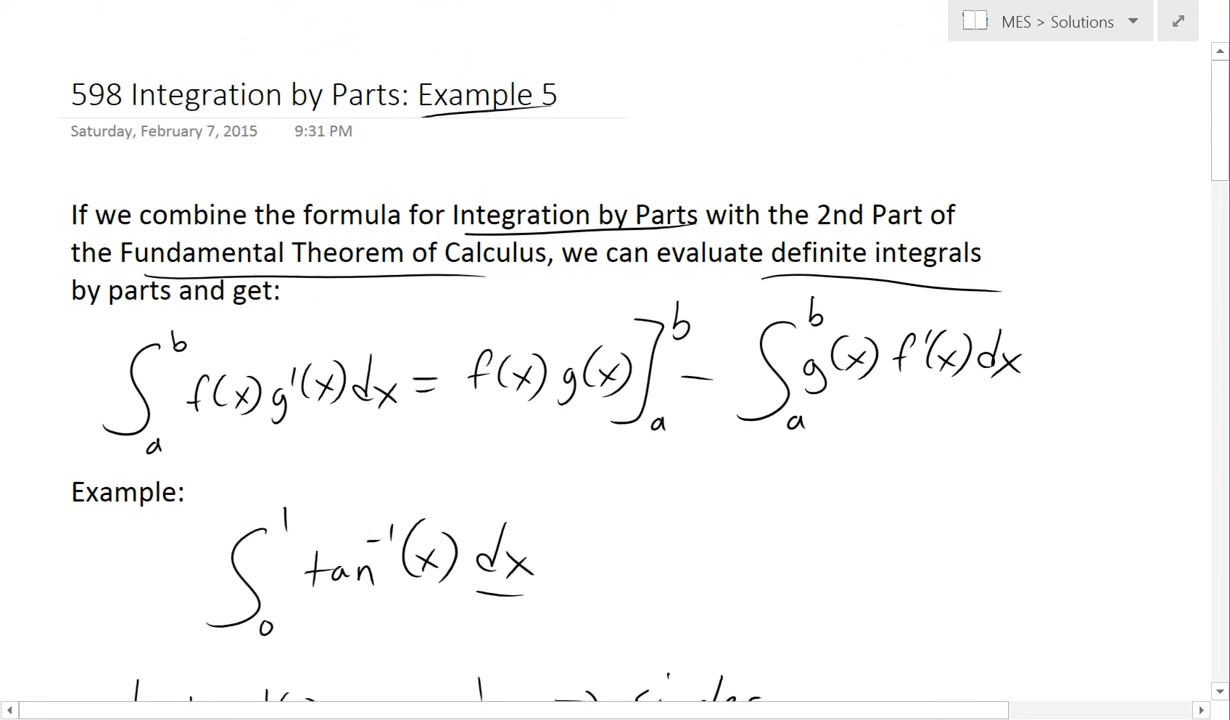 MES > Solutions
598 Integration by Parts: Example 5
Saturday, February 7, 2015 9:31 PM
If we combine the formula for Integration by Parts with the 2nd Part of
the Fundamental Theorem of Calculus, we can evaluate definite integrals
by parts and get:
∫_a^b f(x) g'(x) dx = f(x) g(x)]_a^b - ∫_a^b g(x) f'(x) dx
Example:
∫_0^1 tan⁻¹(x) dx